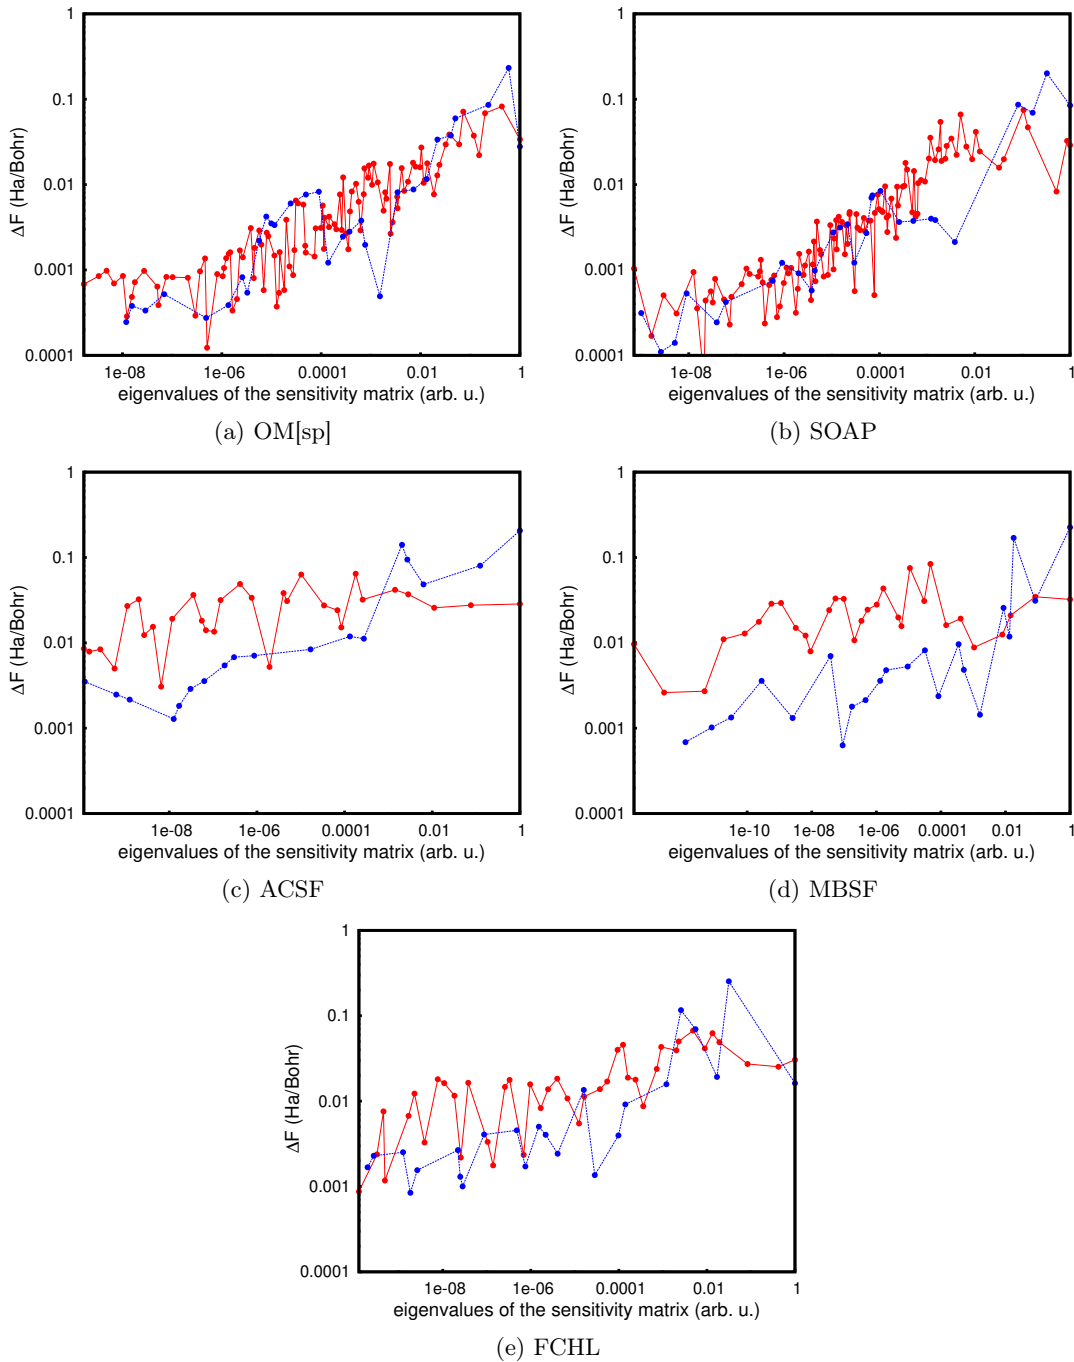 1
0.1
0.01
0.001
0.0001
ΔF (Ha/Bohr)
1e-08 1e-06 0.0001 0.01 1
eigenvalues of the sensitivity matrix (arb. u.)
(a) OM[sp]
1
0.1
0.01
0.001
0.0001
ΔF (Ha/Bohr)
1e-08 1e-06 0.0001 0.01 1
eigenvalues of the sensitivity matrix (arb. u.)
(b) SOAP
1
0.1
0.01
0.001
0.0001
ΔF (Ha/Bohr)
1e-08 1e-06 0.0001 0.01 1
eigenvalues of the sensitivity matrix (arb. u.)
(c) ACSF
1
0.1
0.01
0.001
0.0001
ΔF (Ha/Bohr)
1e-10 1e-08 1e-06 0.0001 0.01 1
eigenvalues of the sensitivity matrix (arb. u.)
(d) MBSF
1
0.1
0.01
0.001
0.0001
ΔF (Ha/Bohr)
1e-08 1e-06 0.0001 0.01 1
eigenvalues of the sensitivity matrix (arb. u.)
(e) FCHL